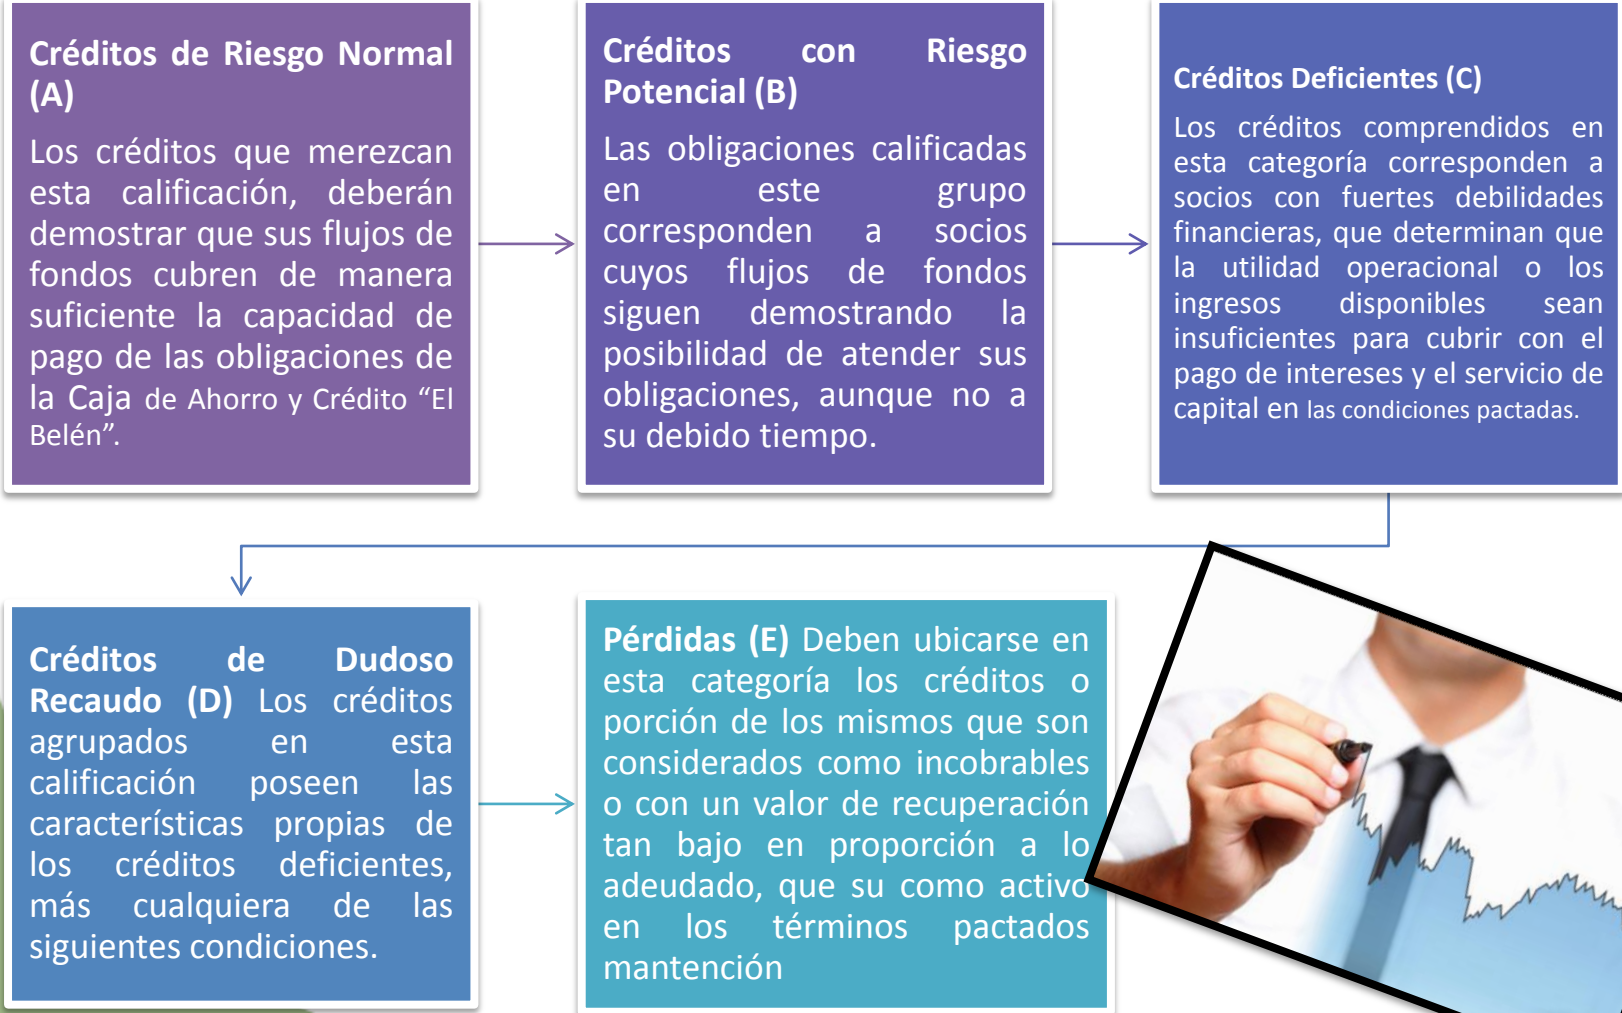 Créditos de Riesgo Normal
(A)
Los créditos que merezcan
esta calificación, deberán
demostrar que sus flujos de
fondos cubren de manera
suficiente la capacidad de
pago de las obligaciones de
la Caja de Ahorro y Crédito “El
Belén”.
Créditos con Riesgo
Potencial (B)
Las obligaciones calificadas
en este grupo
corresponden a socios
cuyos flujos de fondos
siguen demostrando la
posibilidad de atender sus
obligaciones, aunque no a
su debido tiempo.
Créditos Deficientes (C)
Los créditos comprendidos en
esta categoría corresponden a
socios con fuertes debilidades
financieras, que determinan que
la utilidad operacional o los
ingresos disponibles sean
insuficientes para cubrir con el
pago de intereses y el servicio de
capital en las condiciones pactadas.
Créditos de Dudoso
Recaudo (D) Los créditos
agrupados en esta
calificación poseen las
características propias de
los créditos deficientes,
más cualquiera de las
siguientes condiciones.
Pérdidas (E) Deben ubicarse en
esta categoría los créditos o
porción de los mismos que son
considerados como incobrables
o con un valor de recuperación
tan bajo en proporción a lo
adeudado, que su como activo
en los términos pactados
mantención